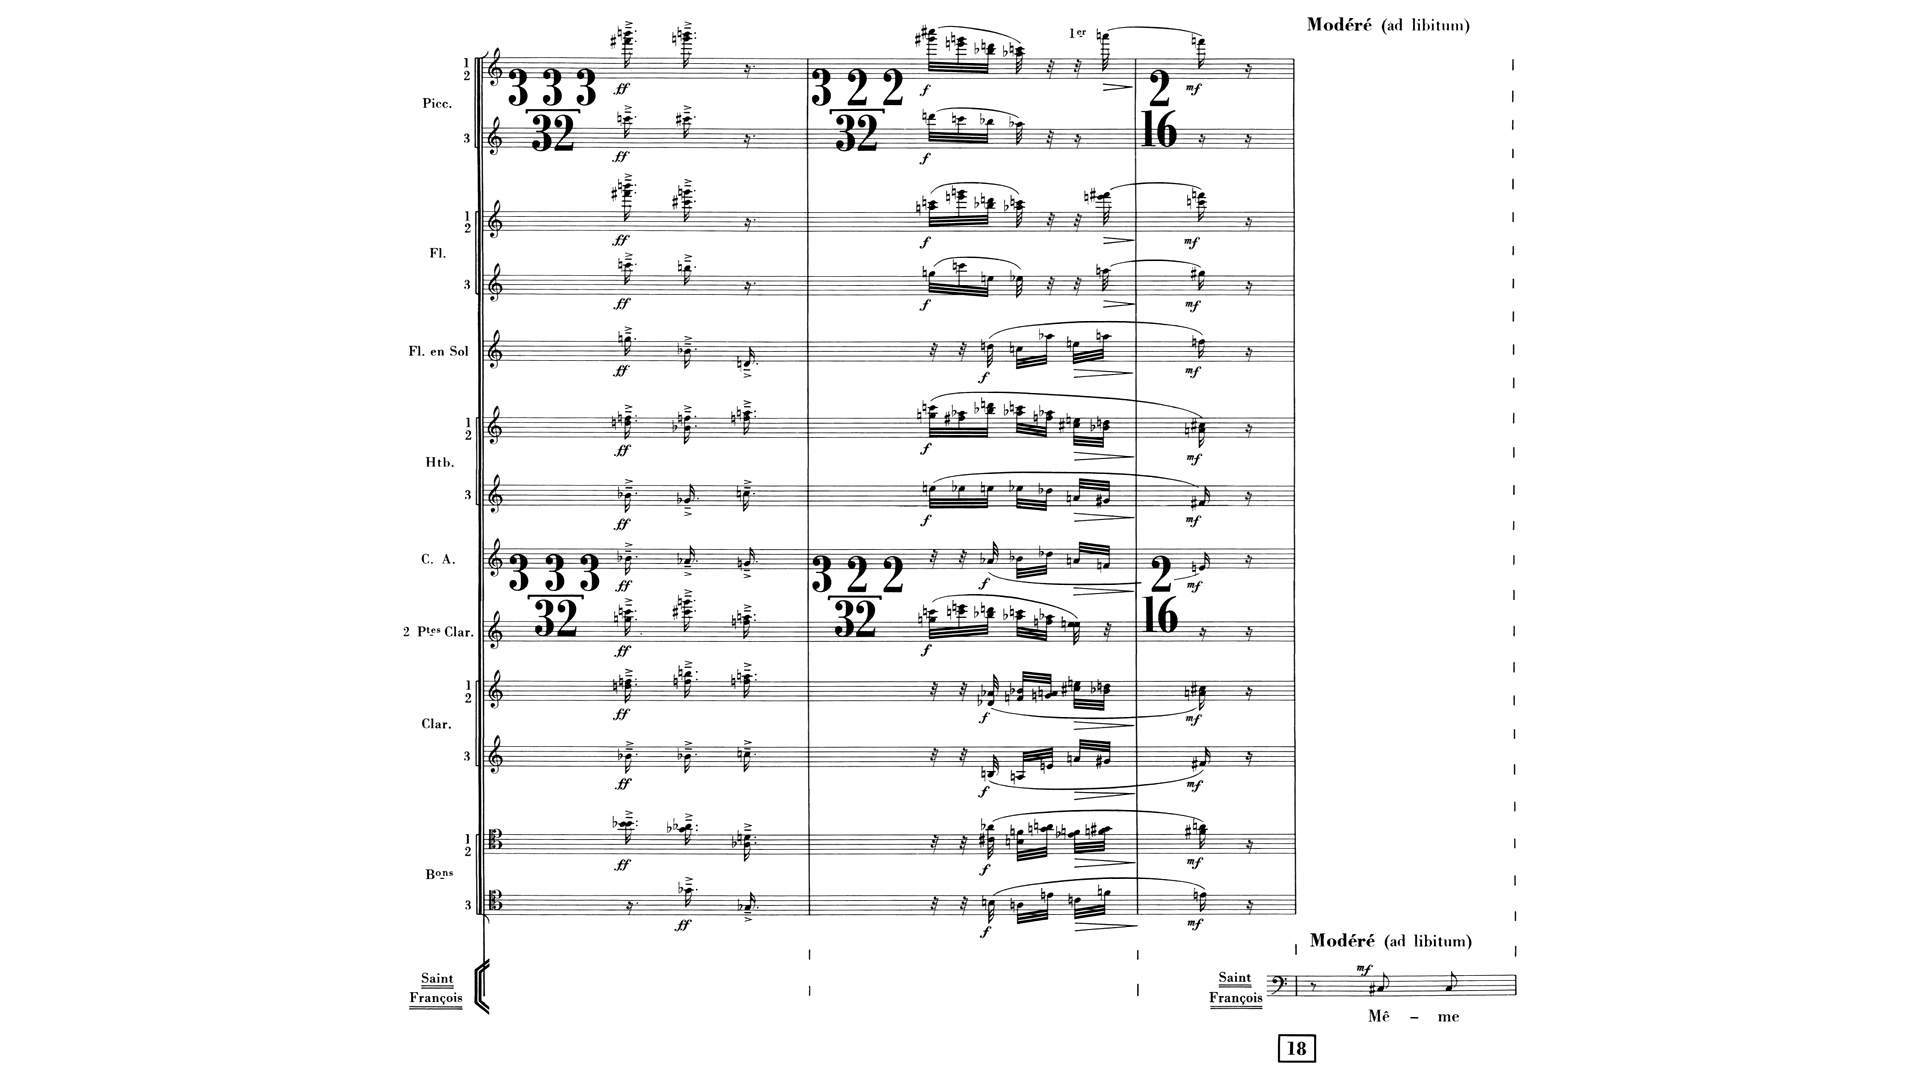 Modéré (ad libitum)
1er
1
2
Picc.
3 3 3
32
ff
3 2 2
32
f
2
16
mf
3
ff
f
1
2
ff
f
mf
Fl.
3
ff
f
mf
Fl. en Sol
ff
f
mf
1
2
ff
f
mf
Htb.
3
ff
f
mf
C. A.
3 3 3
32
ff
3 2 2
32
f
2
16
mf
2 Ptes Clar.
ff
f
1
2
ff
f
mf
Clar.
3
ff
f
mf
1
2
ff
f
mf
Bons
3
ff
f
mf
Modéré (ad libitum)
Saint
François
Saint
François
mf
Mê – me
18